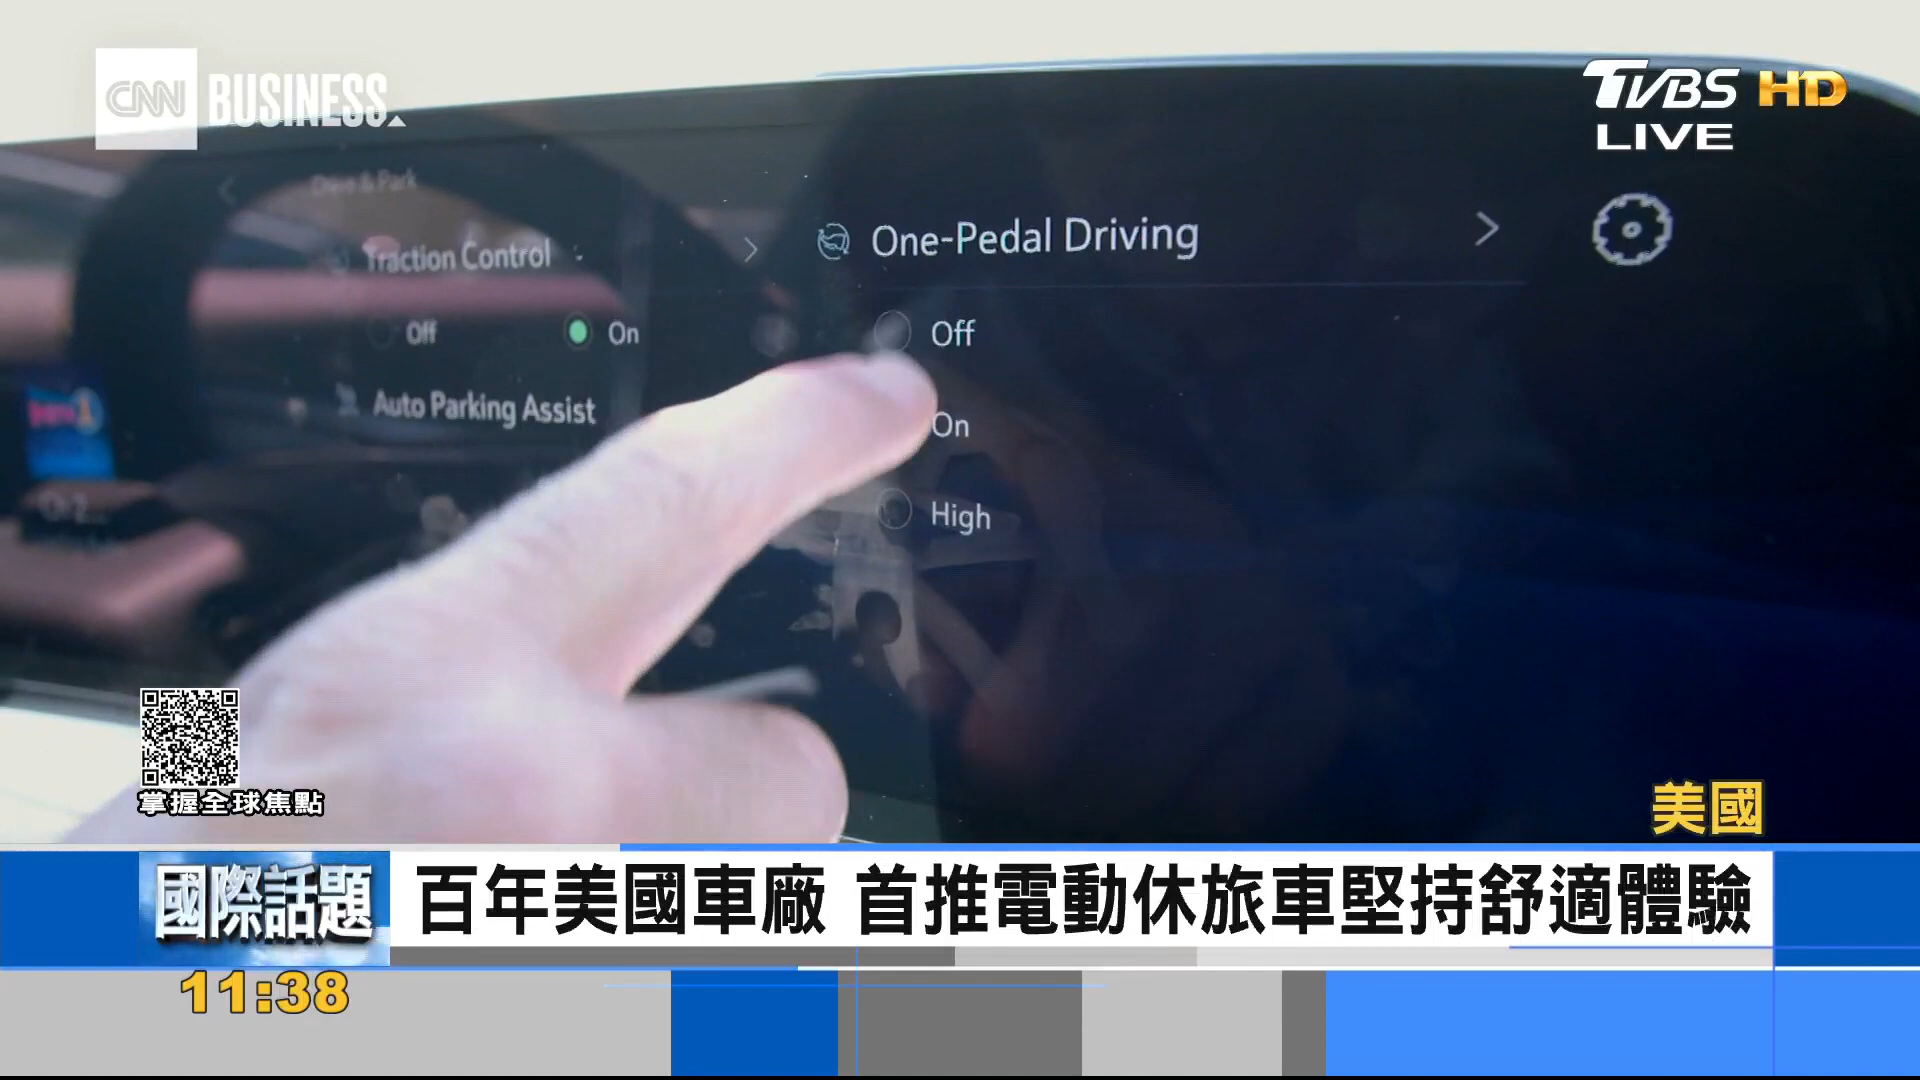 CNN BUSINESS
TVBS HD
LIVE
Drive & Park
Traction Control
Off
On
Auto Parking Assist
One-Pedal Driving
Off
On
High
掌握全球焦點
美國
國際話題
百年美國車廠 首推電動休旅車堅持舒適體驗
11:38